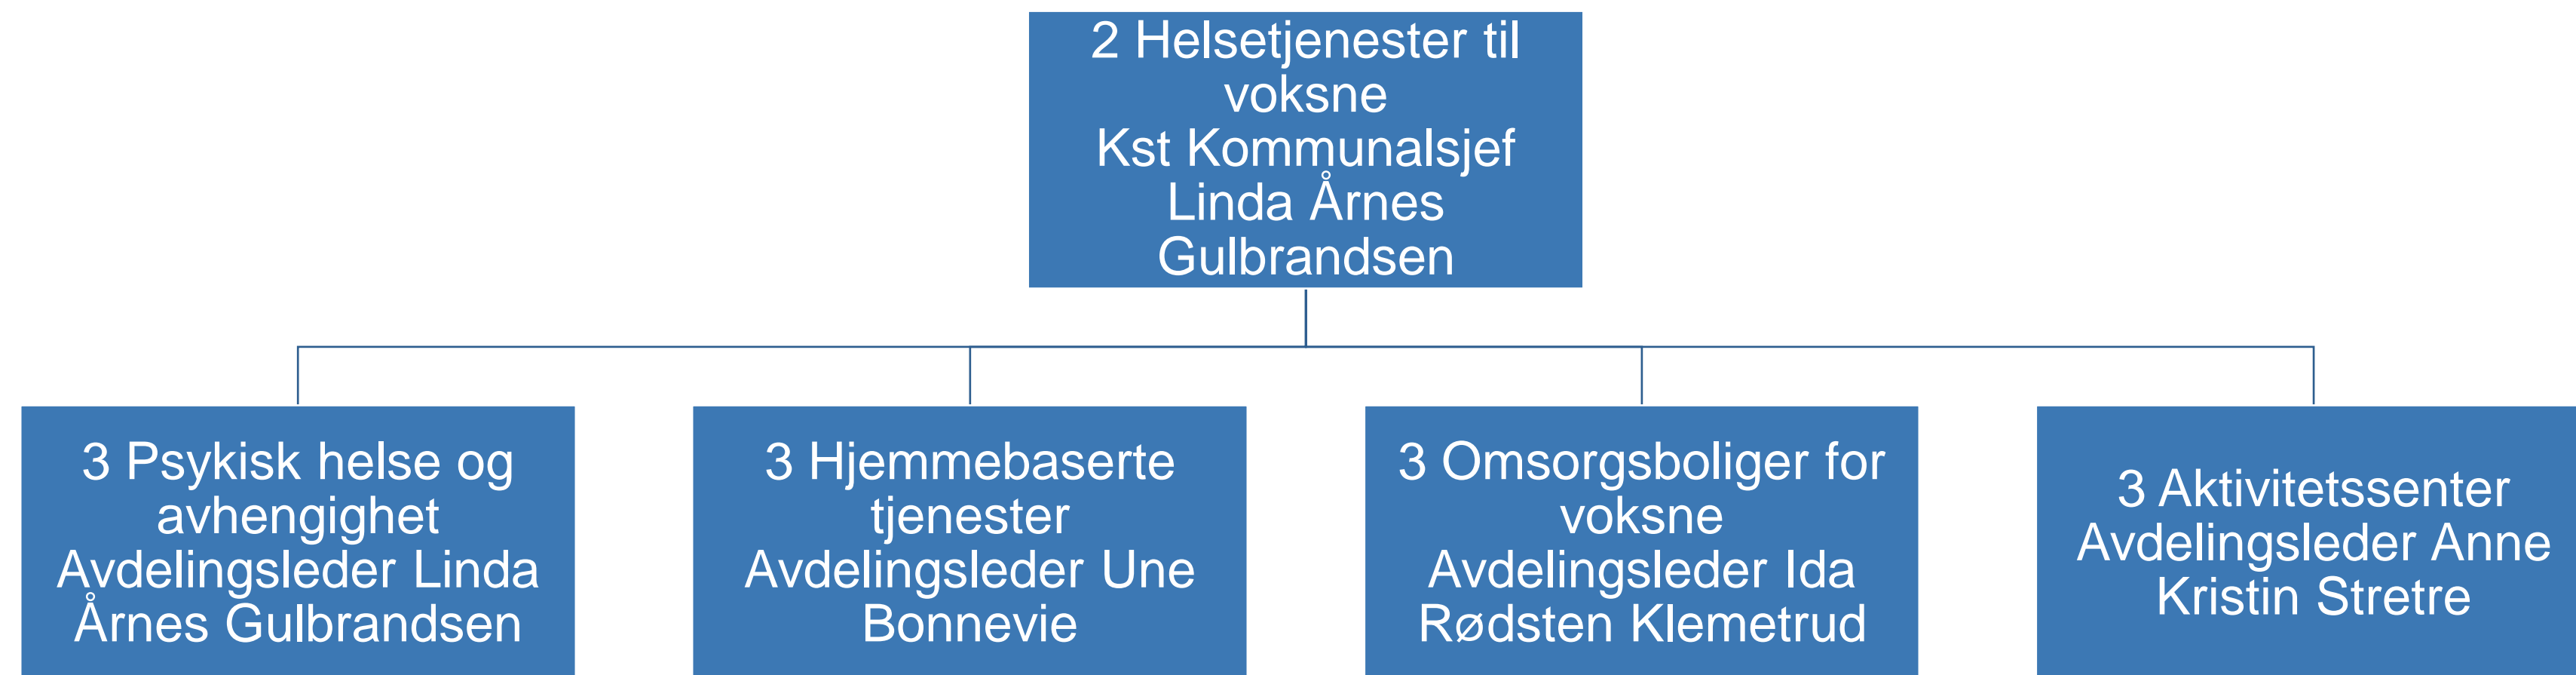 2 Helsetjenester til
voksne
Kst Kommunalsjef
Linda Årnes
Gulbrandsen
3 Psykisk helse og
avhengighet
Avdelingsleder Linda
Årnes Gulbrandsen
3 Hjemmebaserte
tjenester
Avdelingsleder Une
Bonnevie
3 Omsorgsboliger for
voksne
Avdelingsleder Ida
Rødsten Klemetrud
3 Aktivitetssenter
Avdelingsleder Anne
Kristin Stretre